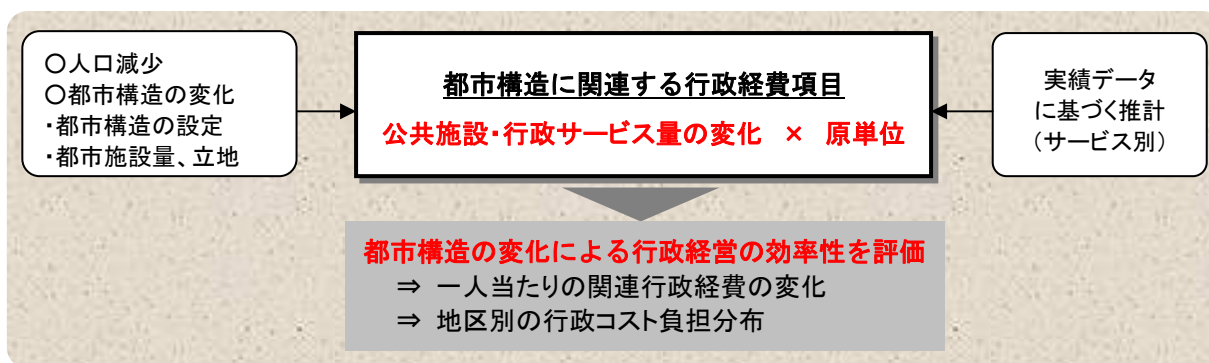 〇人口減少
〇都市構造の変化
・都市構造の設定
・都市施設量、立地
都市構造に関連する行政経費項目
公共施設・行政サービス量の変化 × 原単位
実績データ
に基づく推計
（サービス別）
都市構造の変化による行政経営の効率性を評価
⇒ 一人当たりの関連行政経費の変化
⇒ 地区別の行政コスト負担分布